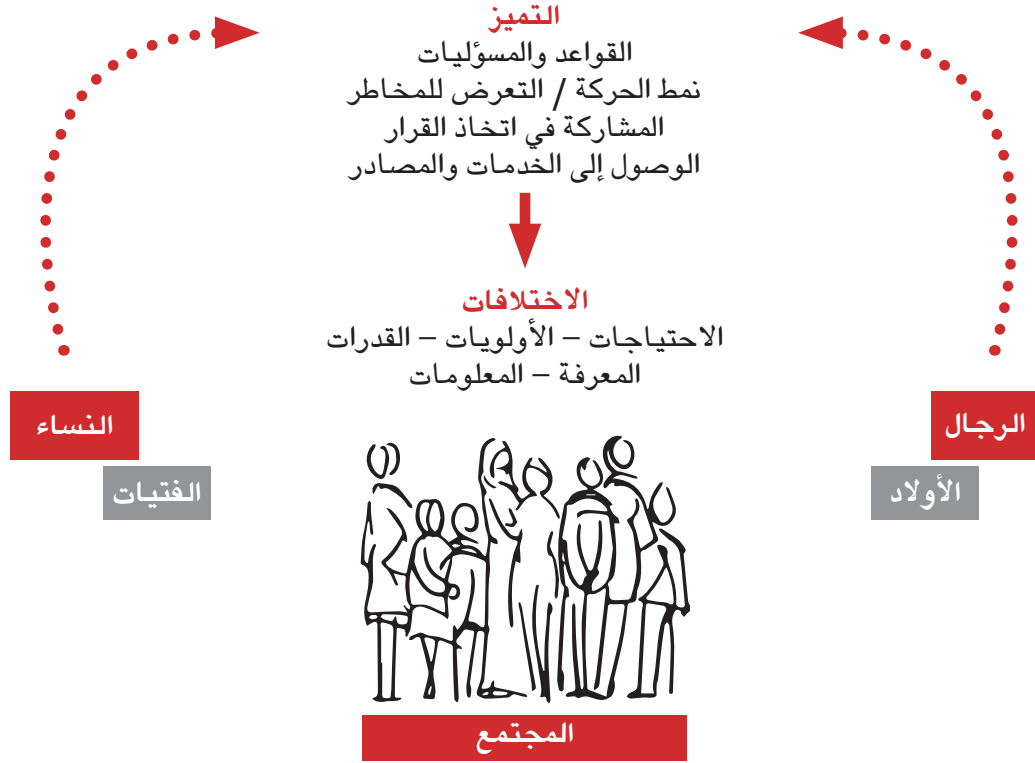 التميز
القواعد والمسؤليات
نمط الحركة / التعرض للمخاطر
المشاركة في اتخاذ القرار
الوصول إلى الخدمات والمصادر
الاختلافات
الاحتياجات – الأولويات – القدرات
المعرفة – المعلومات
الرجال
الأولاد
النساء
الفتيات
المجتمع